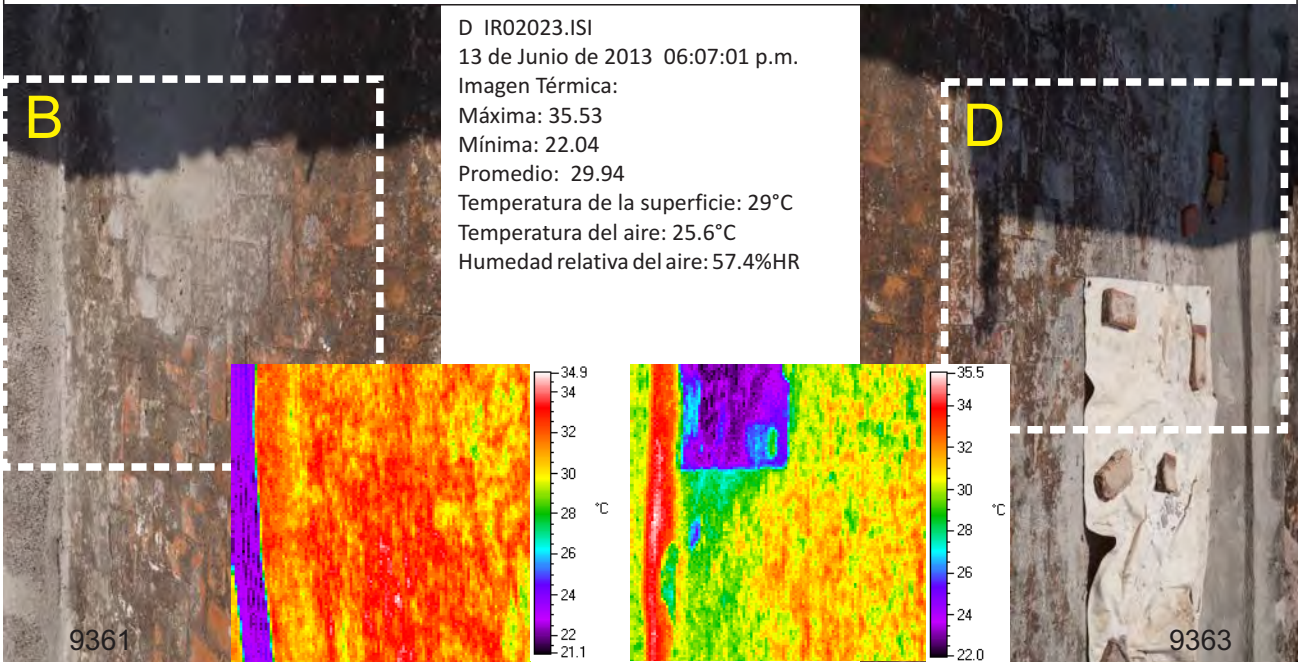 B
D IR02023.ISI
13 de Junio de 2013 06:07:01 p.m.
Imagen Térmica:
Máxima: 35.53
Mínima: 22.04
Promedio: 29.94
Temperatura de la superficie: 29°C
Temperatura del aire: 25.6°C
Humedad relativa del aire: 57.4%HR
D
34.9
34
32
30
28
26
24
22
21.1
°C
35.5
34
32
30
28
26
24
22.0
°C
9361
9363